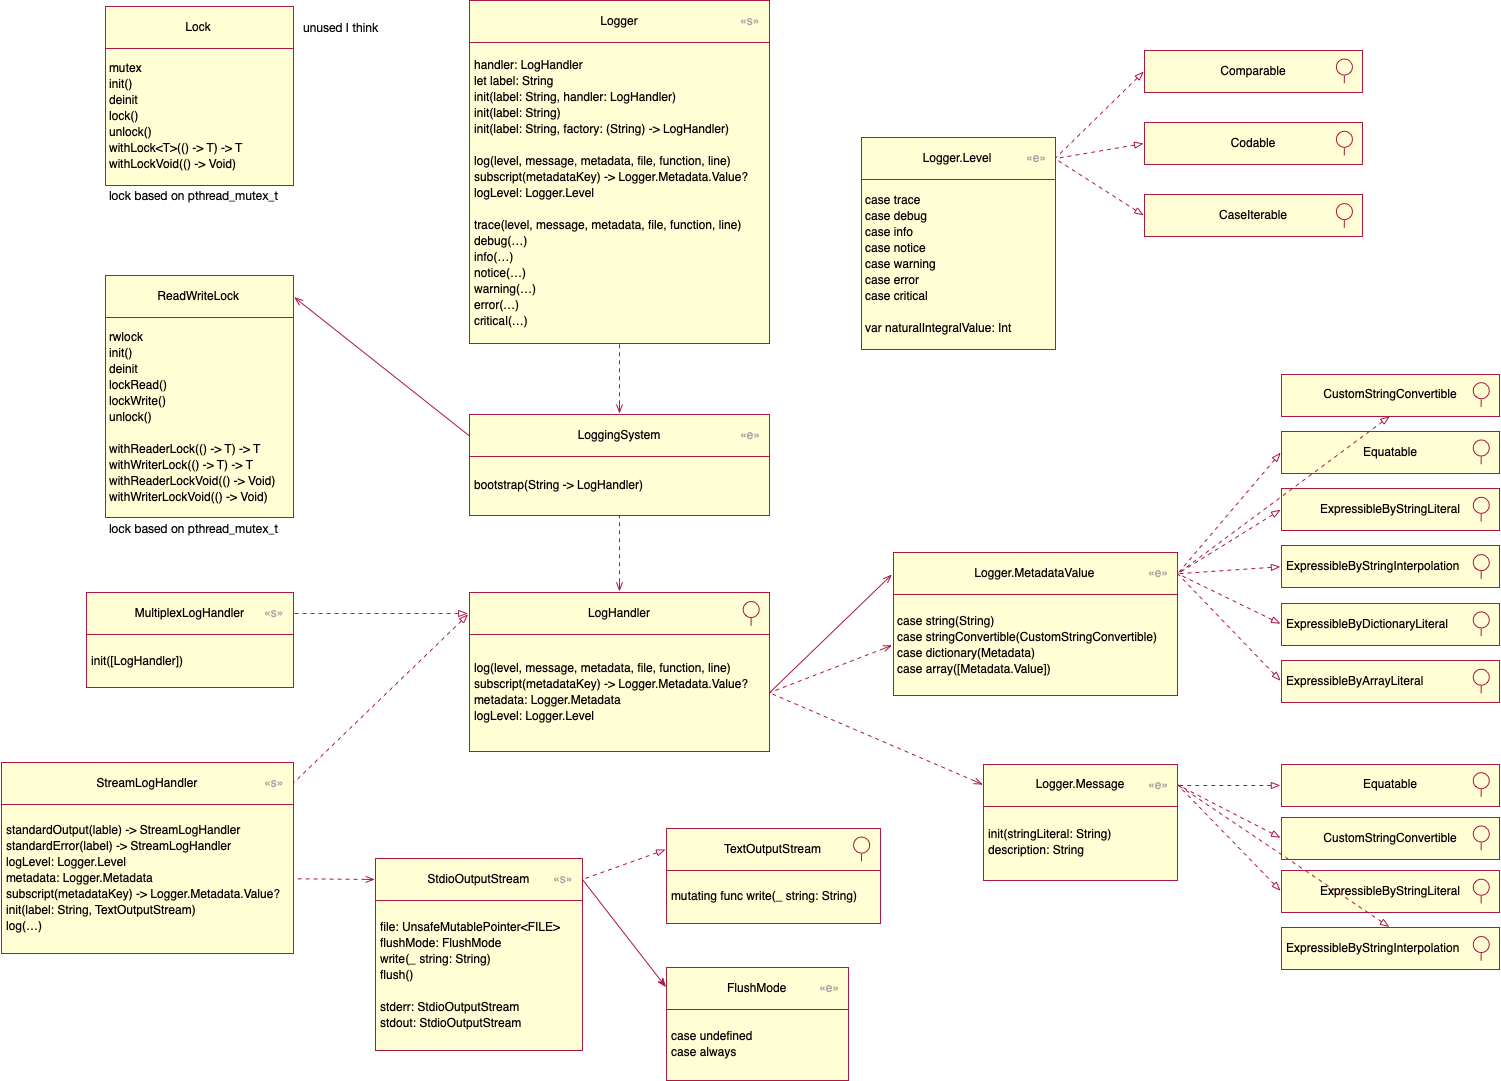 Lock
mutex
init()
deinit
lock()
unlock()
withLock<T>(() -> T) -> T
withLockVoid(() -> Void)
lock based on pthread_mutex_t
unused I think
Logger «s»
handler: LogHandler
let label: String
init(label: String, handler: LogHandler)
init(label: String)
init(label: String, factory: (String) -> LogHandler)
log(level, message, metadata, file, function, line)
subscript(metadataKey) -> Logger.Metadata.Value?
logLevel: Logger.Level
trace(level, message, metadata, file, function, line)
debug(...)
info(...)
notice(...)
warning(...)
error(...)
critical(...)
Logger.Level «e»
case trace
case debug
case info
case notice
case warning
case error
case critical
var naturalIntegralValue: Int
Comparable
Codable
CaseIterable
ReadWriteLock
rwlock
init()
deinit
lockRead()
lockWrite()
unlock()
withReaderLock(() -> T) -> T
withWriterLock(() -> T) -> T
withReaderLockVoid(() -> Void)
withWriterLockVoid(() -> Void)
lock based on pthread_mutex_t
LoggingSystem «e»
bootstrap(String -> LogHandler)
MultiplexLogHandler «s»
init([LogHandler])
LogHandler
log(level, message, metadata, file, function, line)
subscript(metadataKey) -> Logger.Metadata.Value?
metadata: Logger.Metadata
logLevel: Logger.Level
Logger.MetadataValue «e»
case string(String)
case stringConvertible(CustomStringConvertible)
case dictionary(Metadata)
case array([Metadata.Value])
CustomStringConvertible
Equatable
ExpressibleByStringLiteral
ExpressibleByStringInterpolation
ExpressibleByDictionaryLiteral
ExpressibleByArrayLiteral
StreamLogHandler «s»
standardOutput(lable) -> StreamLogHandler
standardError(label) -> StreamLogHandler
logLevel: Logger.Level
metadata: Logger.Metadata
subscript(metadataKey) -> Logger.Metadata.Value?
init(label: String, TextOutputStream)
log(...)
StdioOutputStream «s»
file: UnsafeMutablePointer<FILE>
flushMode: FlushMode
write(_ string: String)
flush()
stderr: StdioOutputStream
stdout: StdioOutputStream
TextOutputStream
mutating func write(_ string: String)
FlushMode «e»
case undefined
case always
Logger.Message «e»
init(stringLiteral: String)
description: String
Equatable
CustomStringConvertible
ExpressibleByStringLiteral
ExpressibleByStringInterpolation